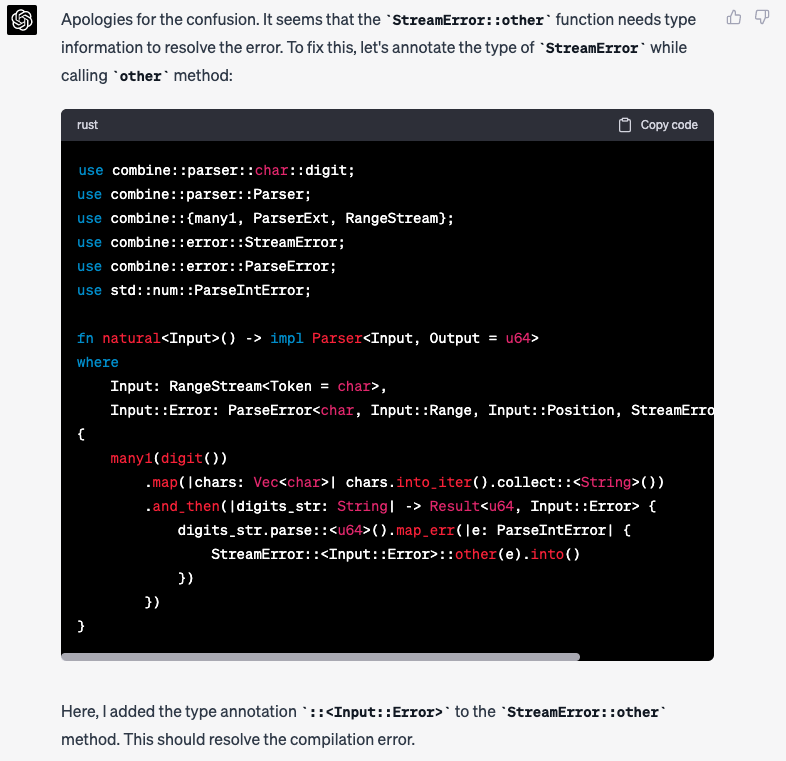 Apologies for the confusion. It seems that the `StreamError::other` function needs type
information to resolve the error. To fix this, let's annotate the type of `StreamError` while
calling `other` method:
rust
Copy code
use combine::parser::char::digit;
use combine::parser::Parser;
use combine::{many1, ParserExt, RangeStream};
use combine::error::StreamError;
use combine::error::ParseError;
use std::num::ParseIntError;
fn natural<Input>() -> impl Parser<Input, Output = u64>
where
    Input: RangeStream<Token = char>,
    Input::Error: ParseError<char, Input::Range, Input::Position, StreamErro
{
    many1(digit())
        .map(|chars: Vec<char>| chars.into_iter().collect::<String>())
        .and_then(|digits_str: String| -> Result<u64, Input::Error> {
            digits_str.parse::<u64>().map_err(|e: ParseIntError| {
                StreamError::<Input::Error>::other(e).into()
            })
        })
}
Here, I added the type annotation `::<Input::Error>` to the `StreamError::other`
method. This should resolve the compilation error.